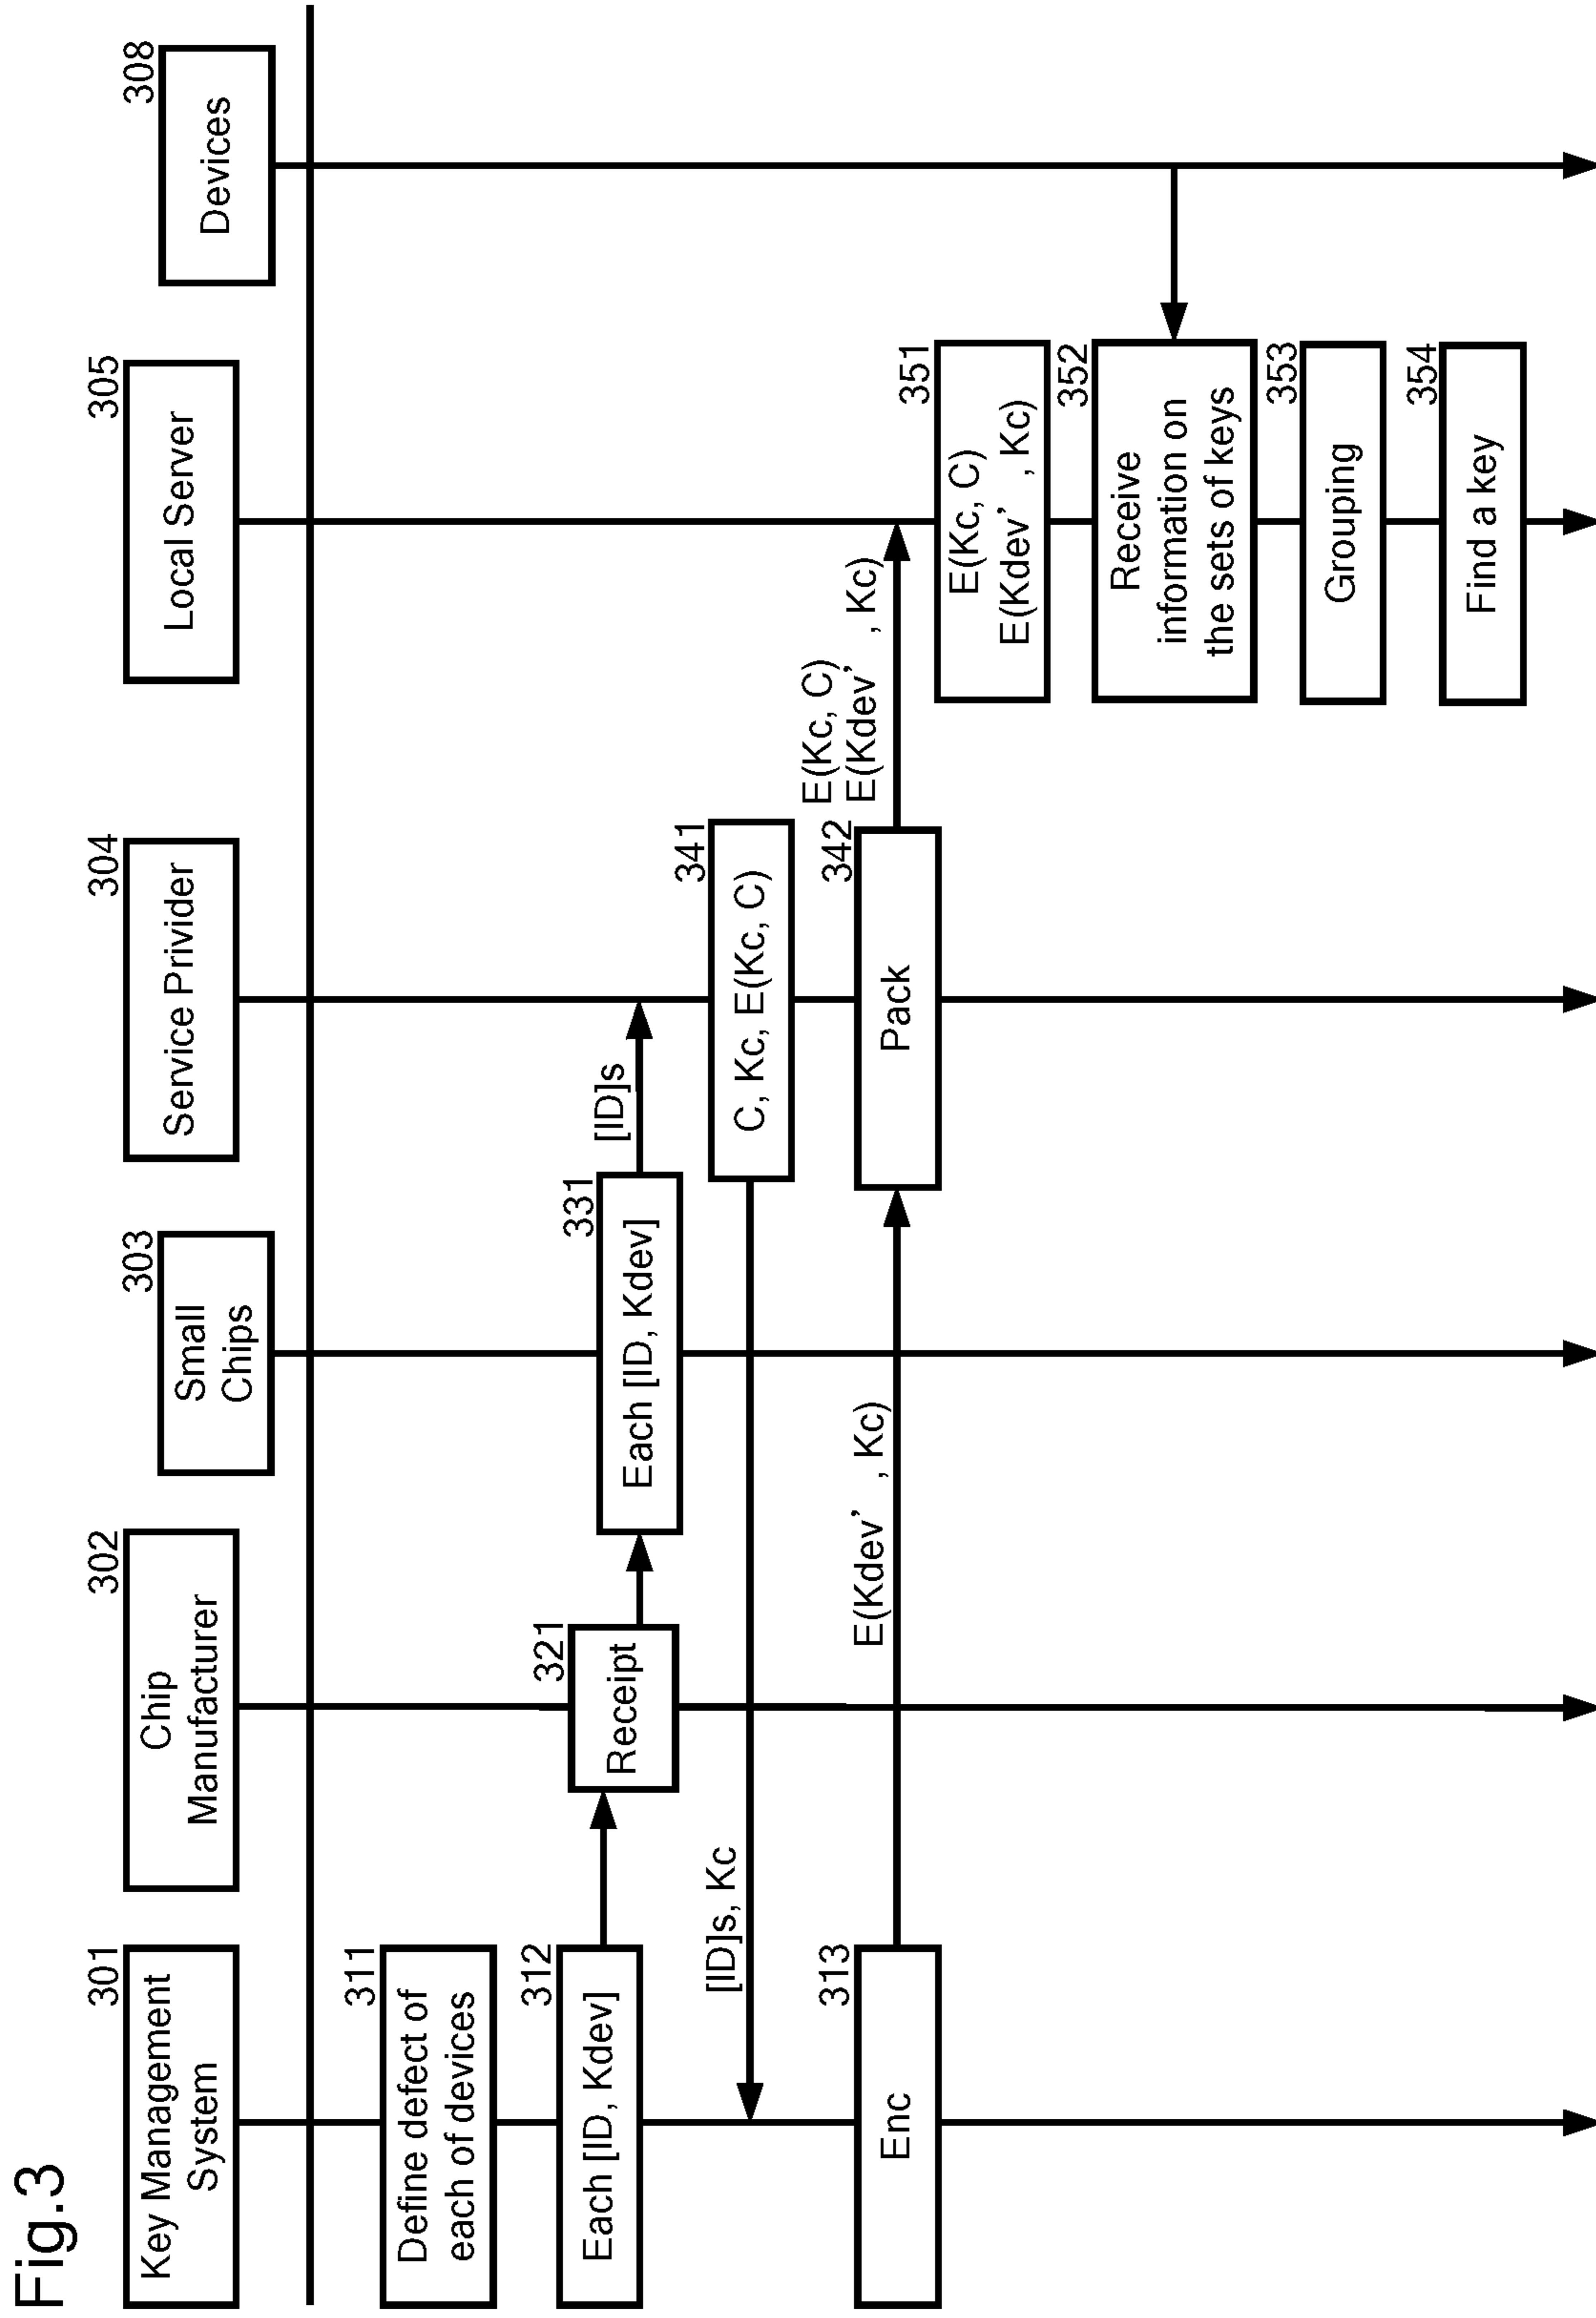 Fig.3
301
Key Management
System
302
Chip
Manufacturer
303
Small
Chips
304
Service Privider
305
Local Server
308
Devices
311
Define defect of
each of devices
312
Each [ID, Kdev]
321
Receipt
331
Each [ID, Kdev]
[ID]s
341
C, Kc, E(Kc, C)
[ID]s, Kc
313
Enc
E(Kdev’ , Kc)
342
Pack
E(Kc, C)
E(Kdev’ , Kc)
351
E(Kc, C)
E(Kdev’ , Kc)
352
Receive
information on
the sets of keys
353
Grouping
354
Find a key